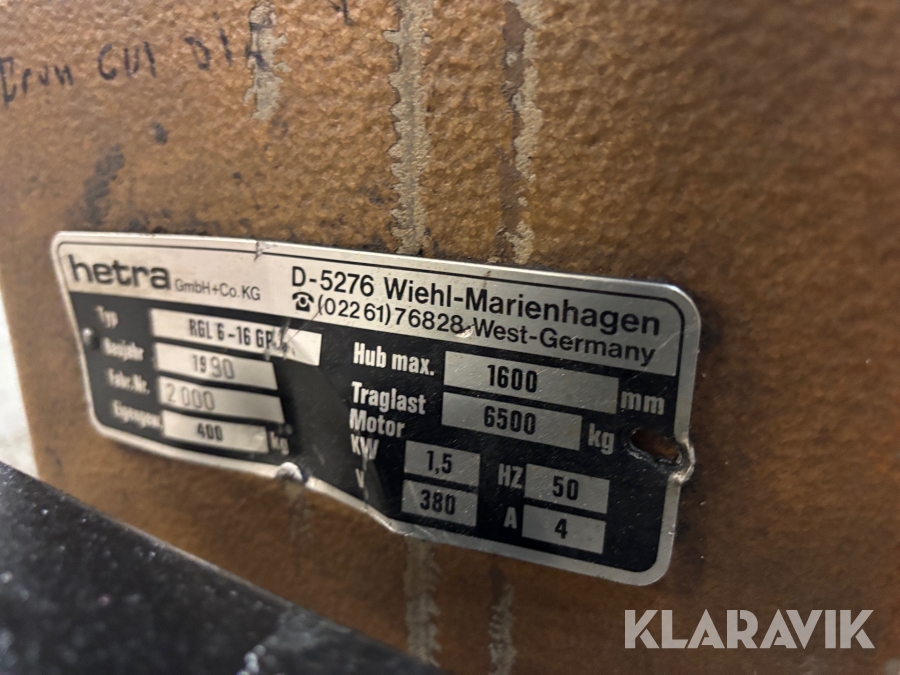 hetra GmbH+Co.KG
D-5276 Wiehl-Marienhagen
☎(02261)76828 West-Germany
Typ RGL 6-16 GP
Baujahr 1990
Fabr.Nr. 2000
Eigengew. 400 kg
Hub max. 1600 mm
Traglast 6500 kg
Motor
KW 1,5 HZ 50
V 380 A 4
KLARAVIK